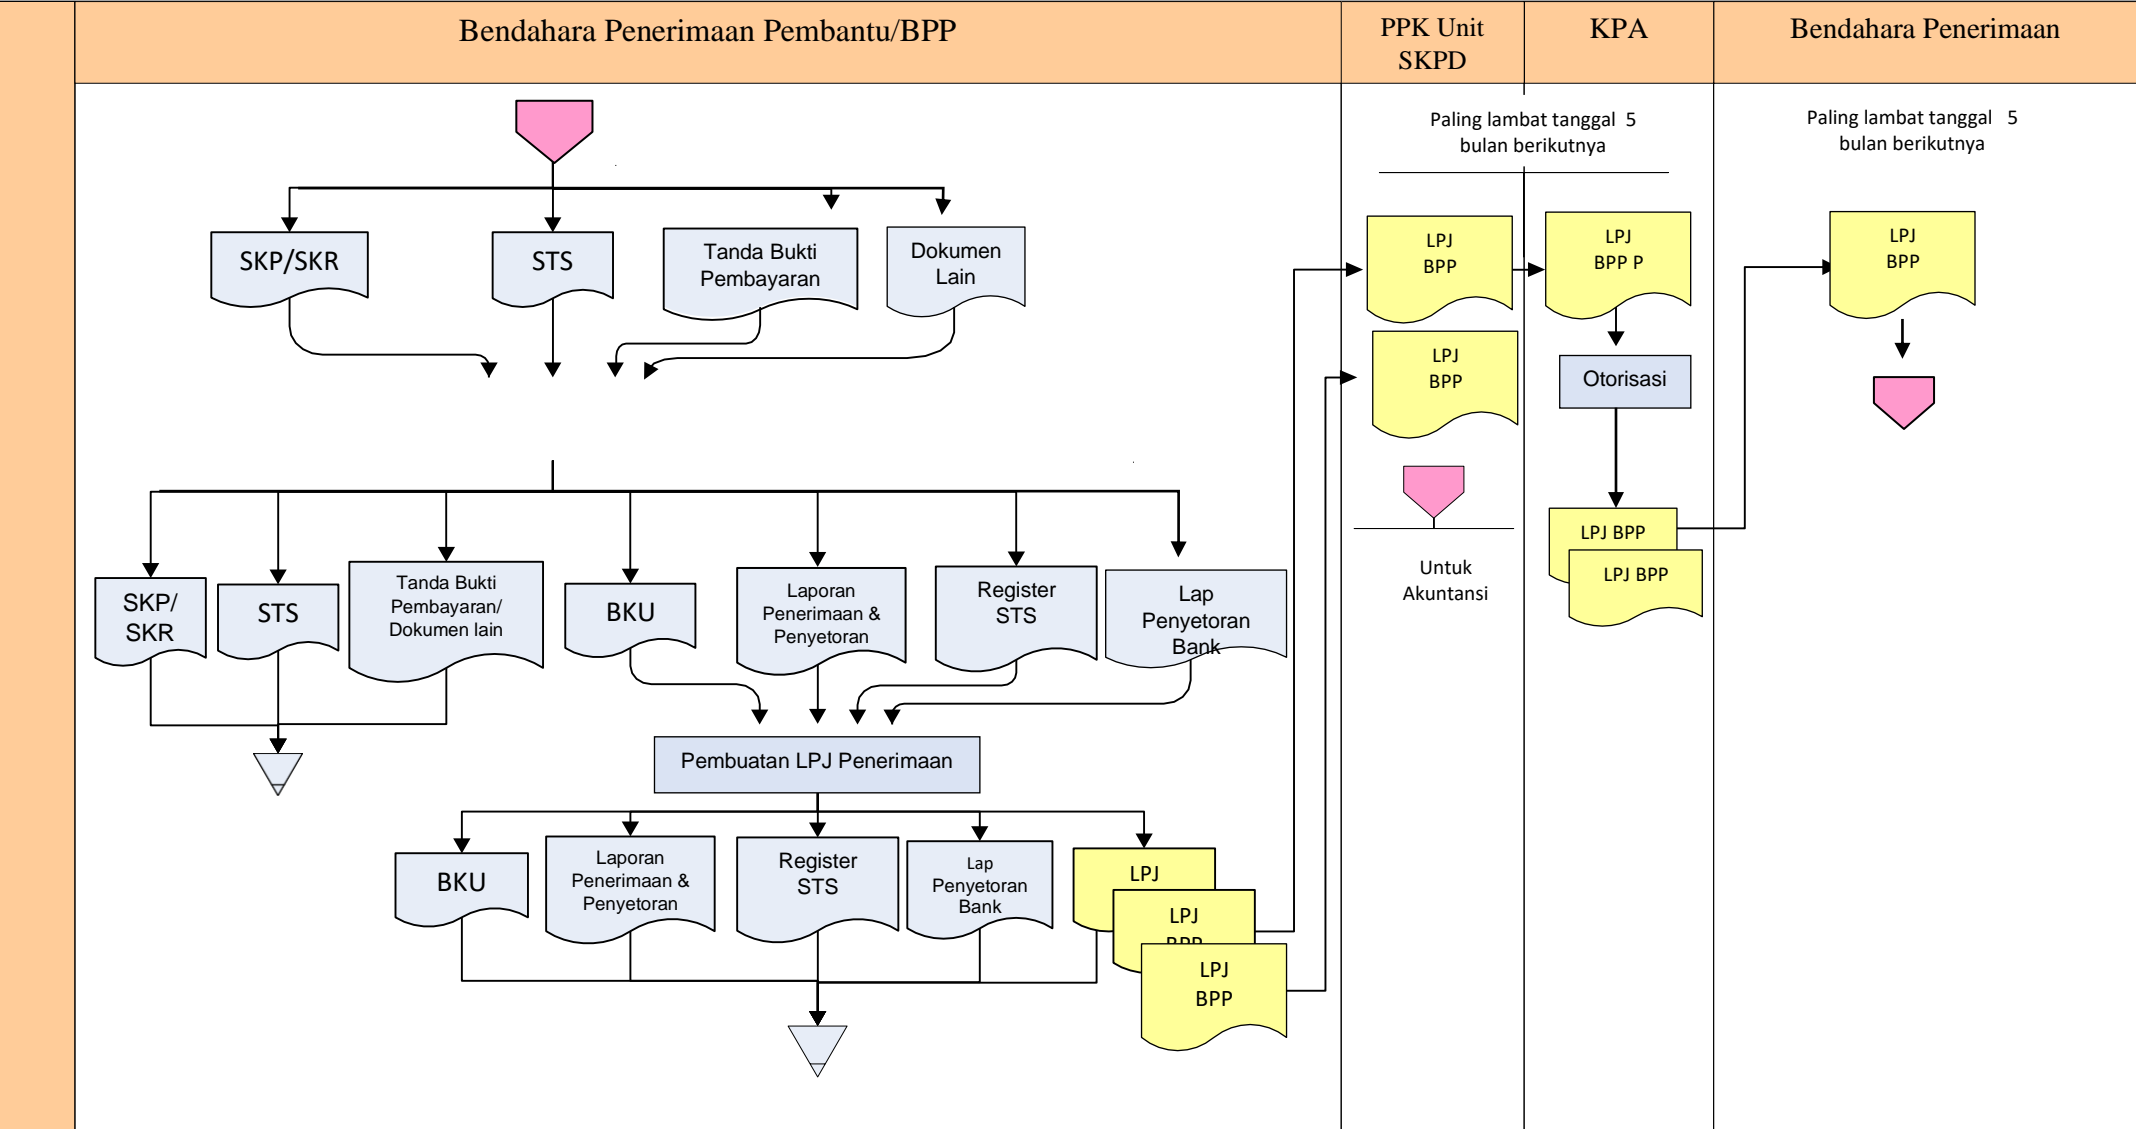 Bendahara Penerimaan Pembantu/BPP
PPK Unit
SKPD
KPA
Bendahara Penerimaan
Paling lambat tanggal 5
bulan berikutnya
Paling lambat tanggal 5
bulan berikutnya
SKP/SKR
STS
Tanda Bukti
Pembayaran
Dokumen
Lain
LPJ
BPP
LPJ
BPP P
LPJ
BPP
LPJ
BPP
Otorisasi
LPJ BPP
LPJ BPP
Untuk
Akuntansi
SKP/
SKR
STS
Tanda Bukti
Pembayaran/
Dokumen lain
BKU
Laporan
Penerimaan &
Penyetoran
Register
STS
Lap
Penyetoran
Bank
Pembuatan LPJ Penerimaan
BKU
Laporan
Penerimaan &
Penyetoran
Register
STS
Lap
Penyetoran
Bank
LPJ
LPJ
BPP
LPJ
BPP